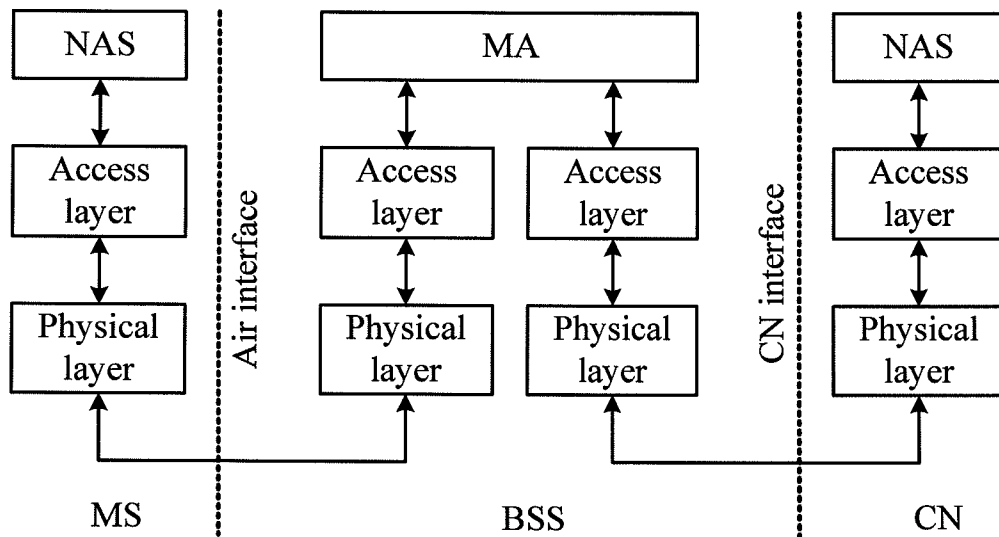 NAS
MA
NAS
Access
layer
Access
layer
Access
layer
Access
layer
Air interface
CN interface
Physical
layer
Physical
layer
Physical
layer
Physical
layer
MS
BSS
CN